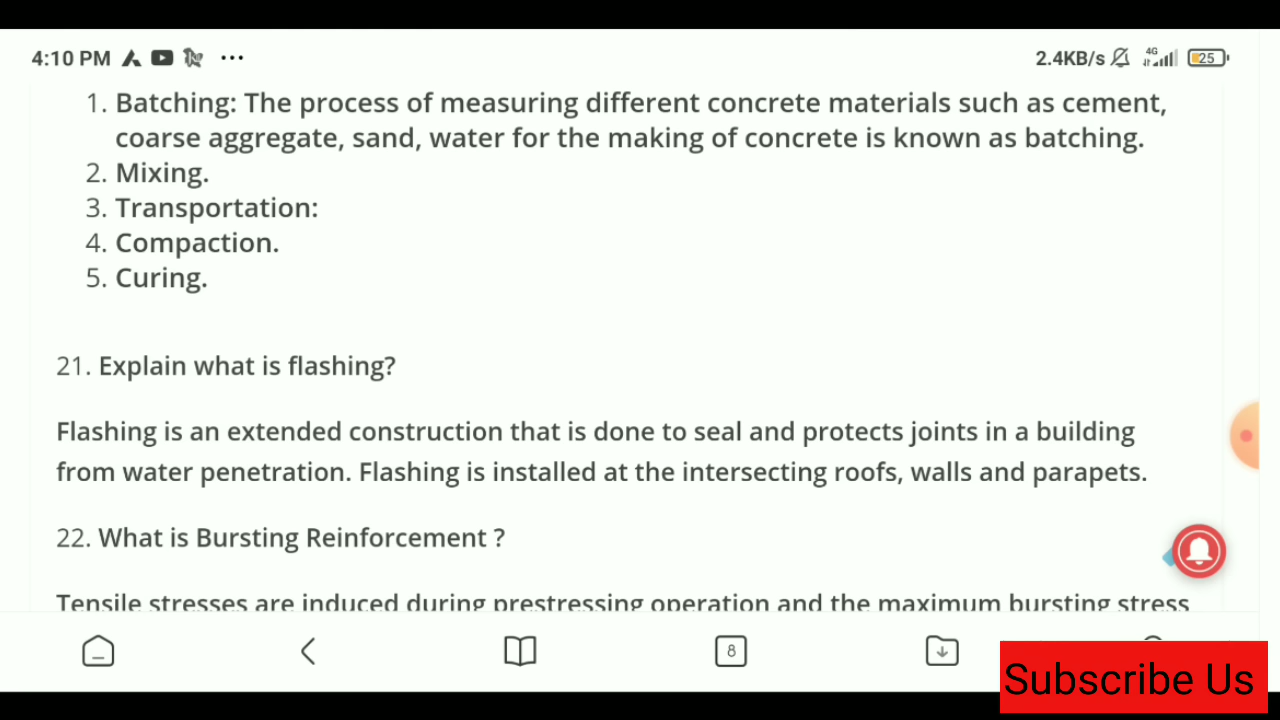 4:10 PM ... 2.4KB/s 4G 25
1. Batching: The process of measuring different concrete materials such as cement,
coarse aggregate, sand, water for the making of concrete is known as batching.
2. Mixing.
3. Transportation:
4. Compaction.
5. Curing.
21. Explain what is flashing?
Flashing is an extended construction that is done to seal and protects joints in a building
from water penetration. Flashing is installed at the intersecting roofs, walls and parapets.
22. What is Bursting Reinforcement ?
Tensile stresses are induced during prestressing operation and the maximum bursting stress
8
Subscribe Us